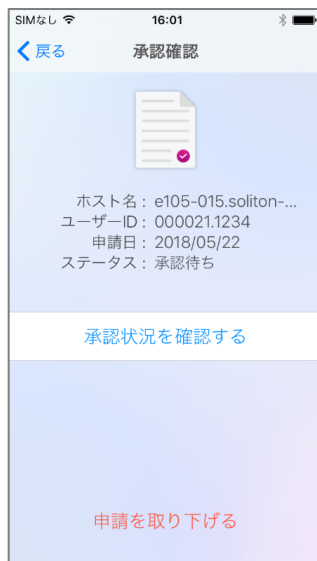 SIMなし 16:01
戻る 承認確認
ホスト名： e105-015.soliton-...
ユーザーID： 000021.1234
申請日： 2018/05/22
ステータス： 承認待ち
承認状況を確認する
申請を取り下げる